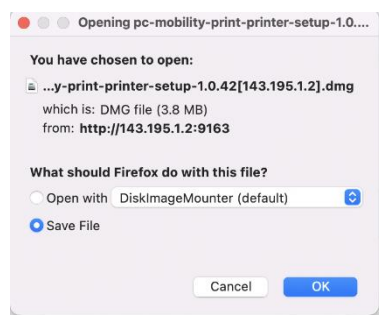 Opening pc-mobility-print-printer-setup-1.0....
You have chosen to open:
...y-print-printer-setup-1.0.42[143.195.1.2].dmg
which is: DMG file (3.8 MB)
from: http://143.195.1.2:9163
What should Firefox do with this file?
Open with DiskImageMounter (default)
Save File
Cancel OK